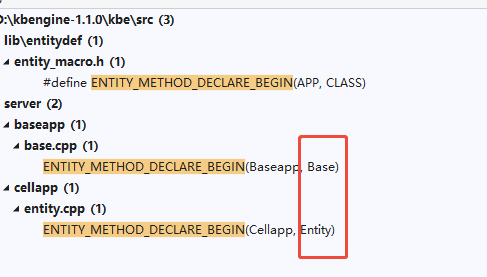 D:\kbengine-1.1.0\kbe\src (3)
lib\entitydef (1)
entity_macro.h (1)
#define ENTITY_METHOD_DECLARE_BEGIN(APP, CLASS)
server (2)
baseapp (1)
base.cpp (1)
ENTITY_METHOD_DECLARE_BEGIN(Baseapp, Base)
cellapp (1)
entity.cpp (1)
ENTITY_METHOD_DECLARE_BEGIN(Cellapp, Entity)